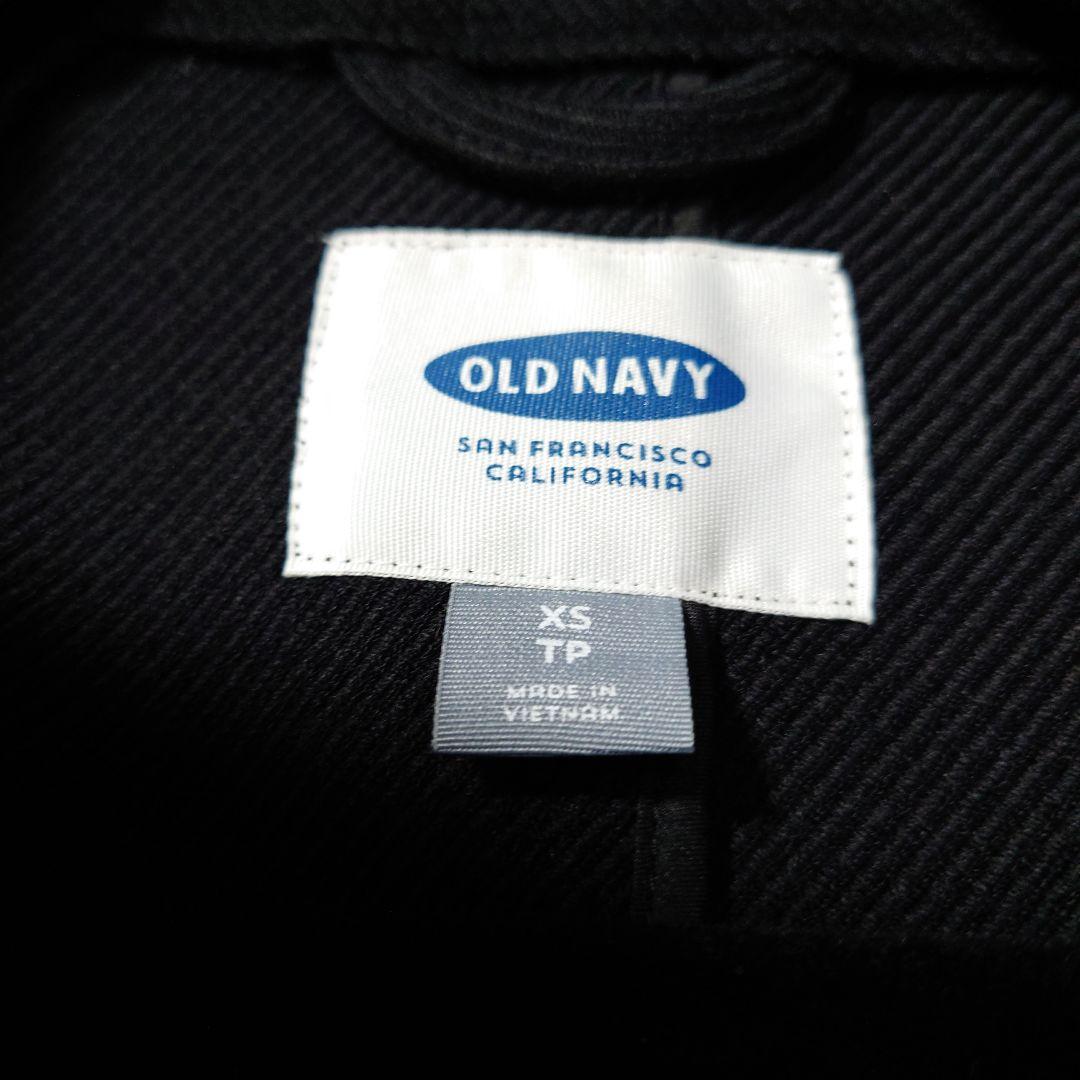 OLD NAVY
SAN FRANCISCO
CALIFORNIA
XS
TP
MADE IN
VIETNAM